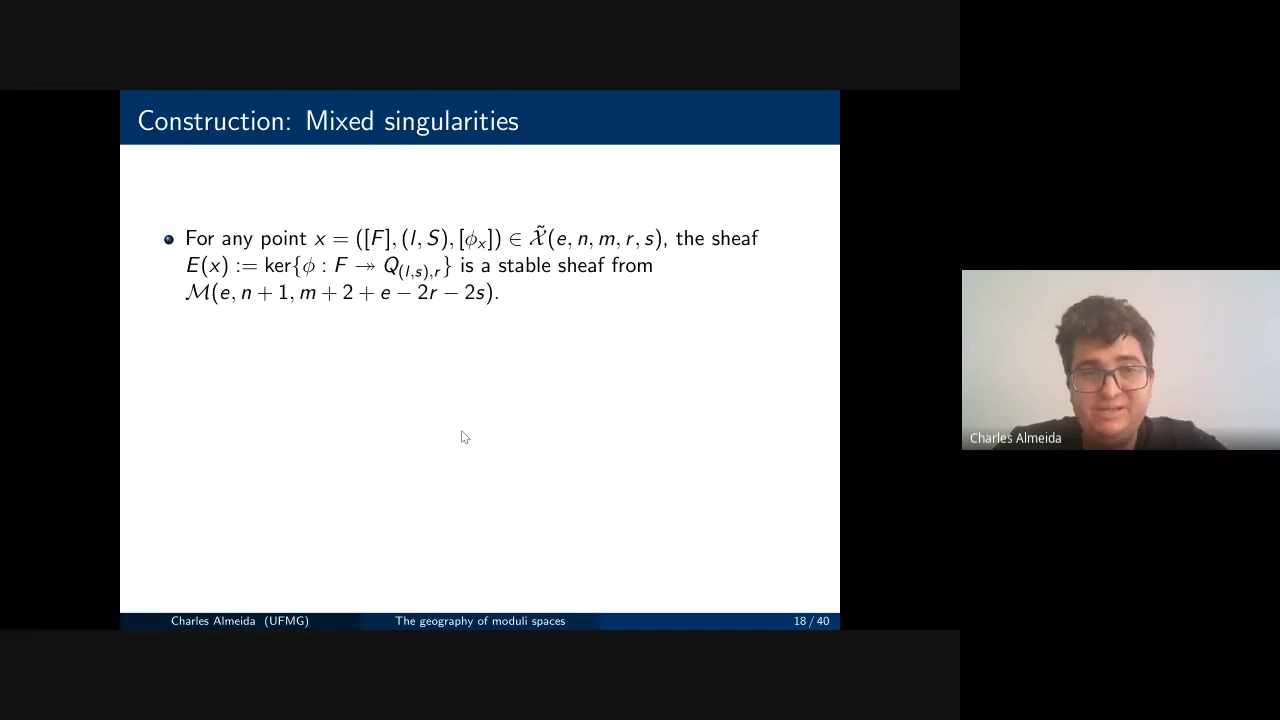 Construction: Mixed singularities
For any point x = ([F], (l, S), [ϕₓ]) ∈ 𝒳̃(e, n, m, r, s), the sheaf
E(x) := ker{ϕ : F ↠ Q_{(l,s),r}} is a stable sheaf from
ℳ(e, n + 1, m + 2 + e − 2r − 2s).
Charles Almeida
Charles Almeida (UFMG) The geography of moduli spaces 18 / 40